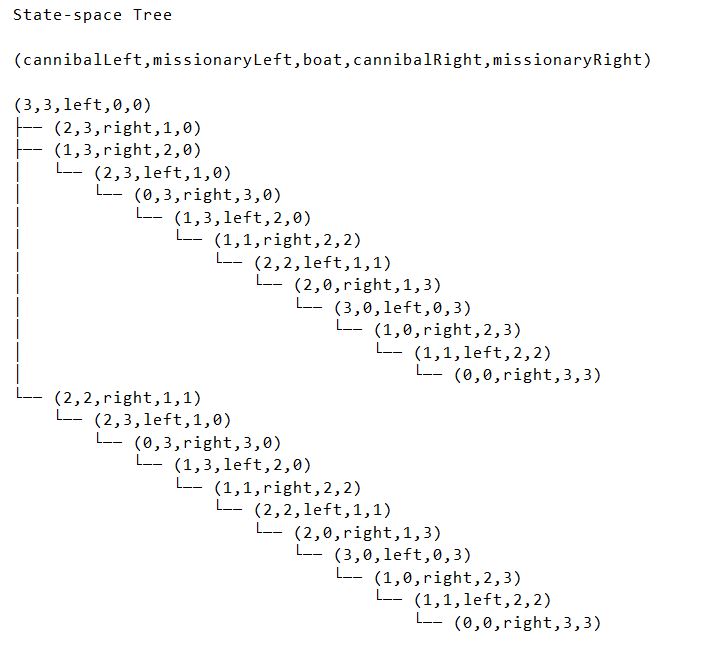 State-space Tree
(cannibalLeft,missionaryLeft,boat,cannibalRight,missionaryRight)
(3,3,left,0,0)
├── (2,3,right,1,0)
├── (1,3,right,2,0)
│   └── (2,3,left,1,0)
│       └── (0,3,right,3,0)
│           └── (1,3,left,2,0)
│               └── (1,1,right,2,2)
│                   └── (2,2,left,1,1)
│                       └── (2,0,right,1,3)
│                           └── (3,0,left,0,3)
│                               └── (1,0,right,2,3)
│                                   └── (1,1,left,2,2)
│                                       └── (0,0,right,3,3)
└── (2,2,right,1,1)
    └── (2,3,left,1,0)
        └── (0,3,right,3,0)
            └── (1,3,left,2,0)
                └── (1,1,right,2,2)
                    └── (2,2,left,1,1)
                        └── (2,0,right,1,3)
                            └── (3,0,left,0,3)
                                └── (1,0,right,2,3)
                                    └── (1,1,left,2,2)
                                        └── (0,0,right,3,3)